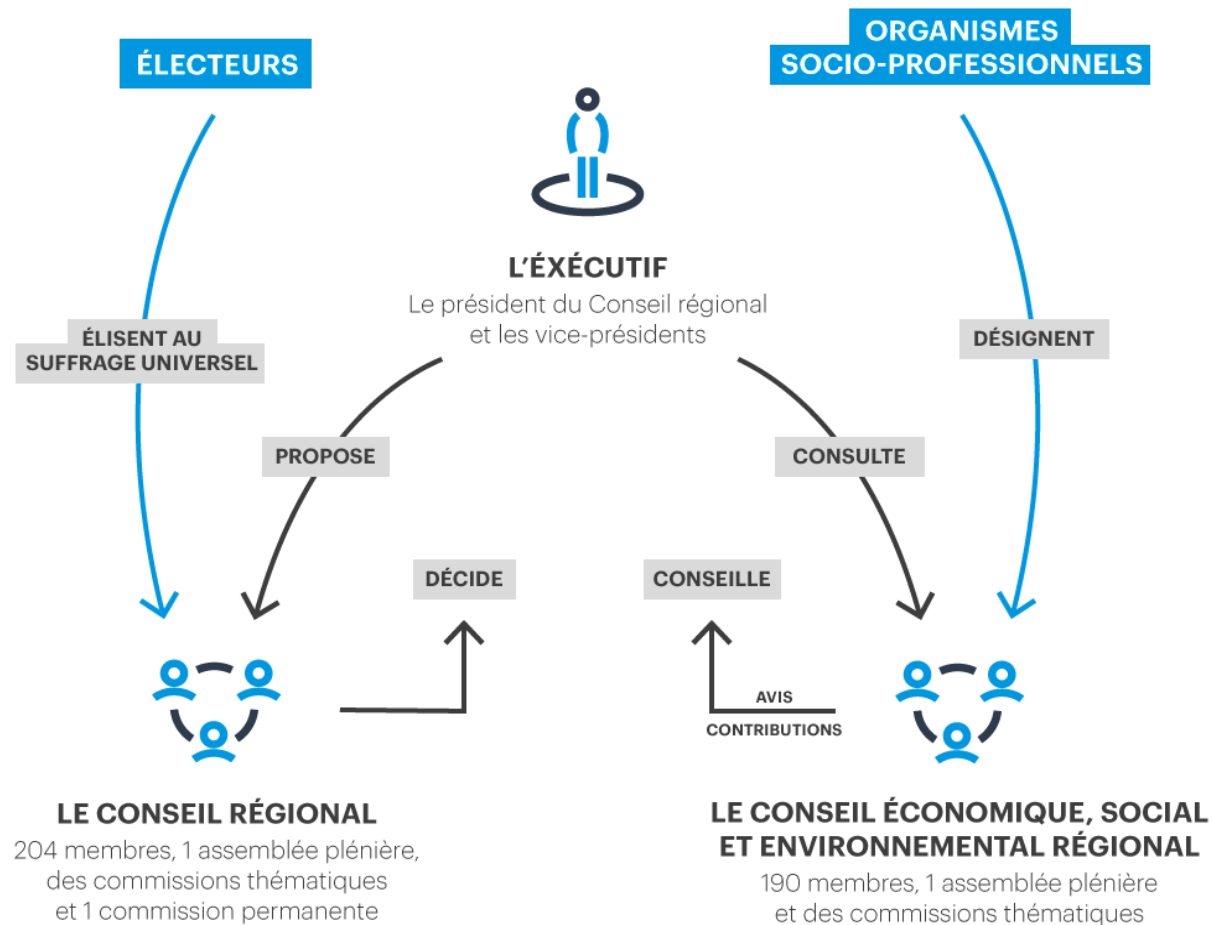 ÉLECTEURS
ORGANISMES
SOCIO-PROFESSIONNELS
L'ÉXÉCUTIF
Le président du Conseil régional
et les vice-présidents
ÉLISENT AU
SUFFRAGE UNIVERSEL
DÉSIGNENT
PROPOSE
CONSULTE
DÉCIDE
CONSEILLE
AVIS
CONTRIBUTIONS
LE CONSEIL RÉGIONAL
204 membres, 1 assemblée plénière,
des commissions thématiques
et 1 commission permanente
LE CONSEIL ÉCONOMIQUE, SOCIAL
ET ENVIRONNEMENTAL RÉGIONAL
190 membres, 1 assemblée plénière
et des commissions thématiques